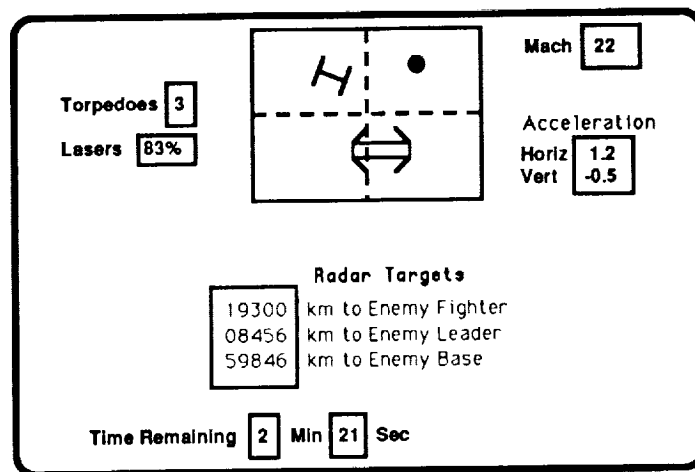 Mach 22
Torpedoes 3
Lasers 83%
Acceleration
Horiz 1.2
Vert -0.5
Radar Targets
19300 km to Enemy Fighter
08456 km to Enemy Leader
59846 km to Enemy Base
Time Remaining 2 Min 21 Sec